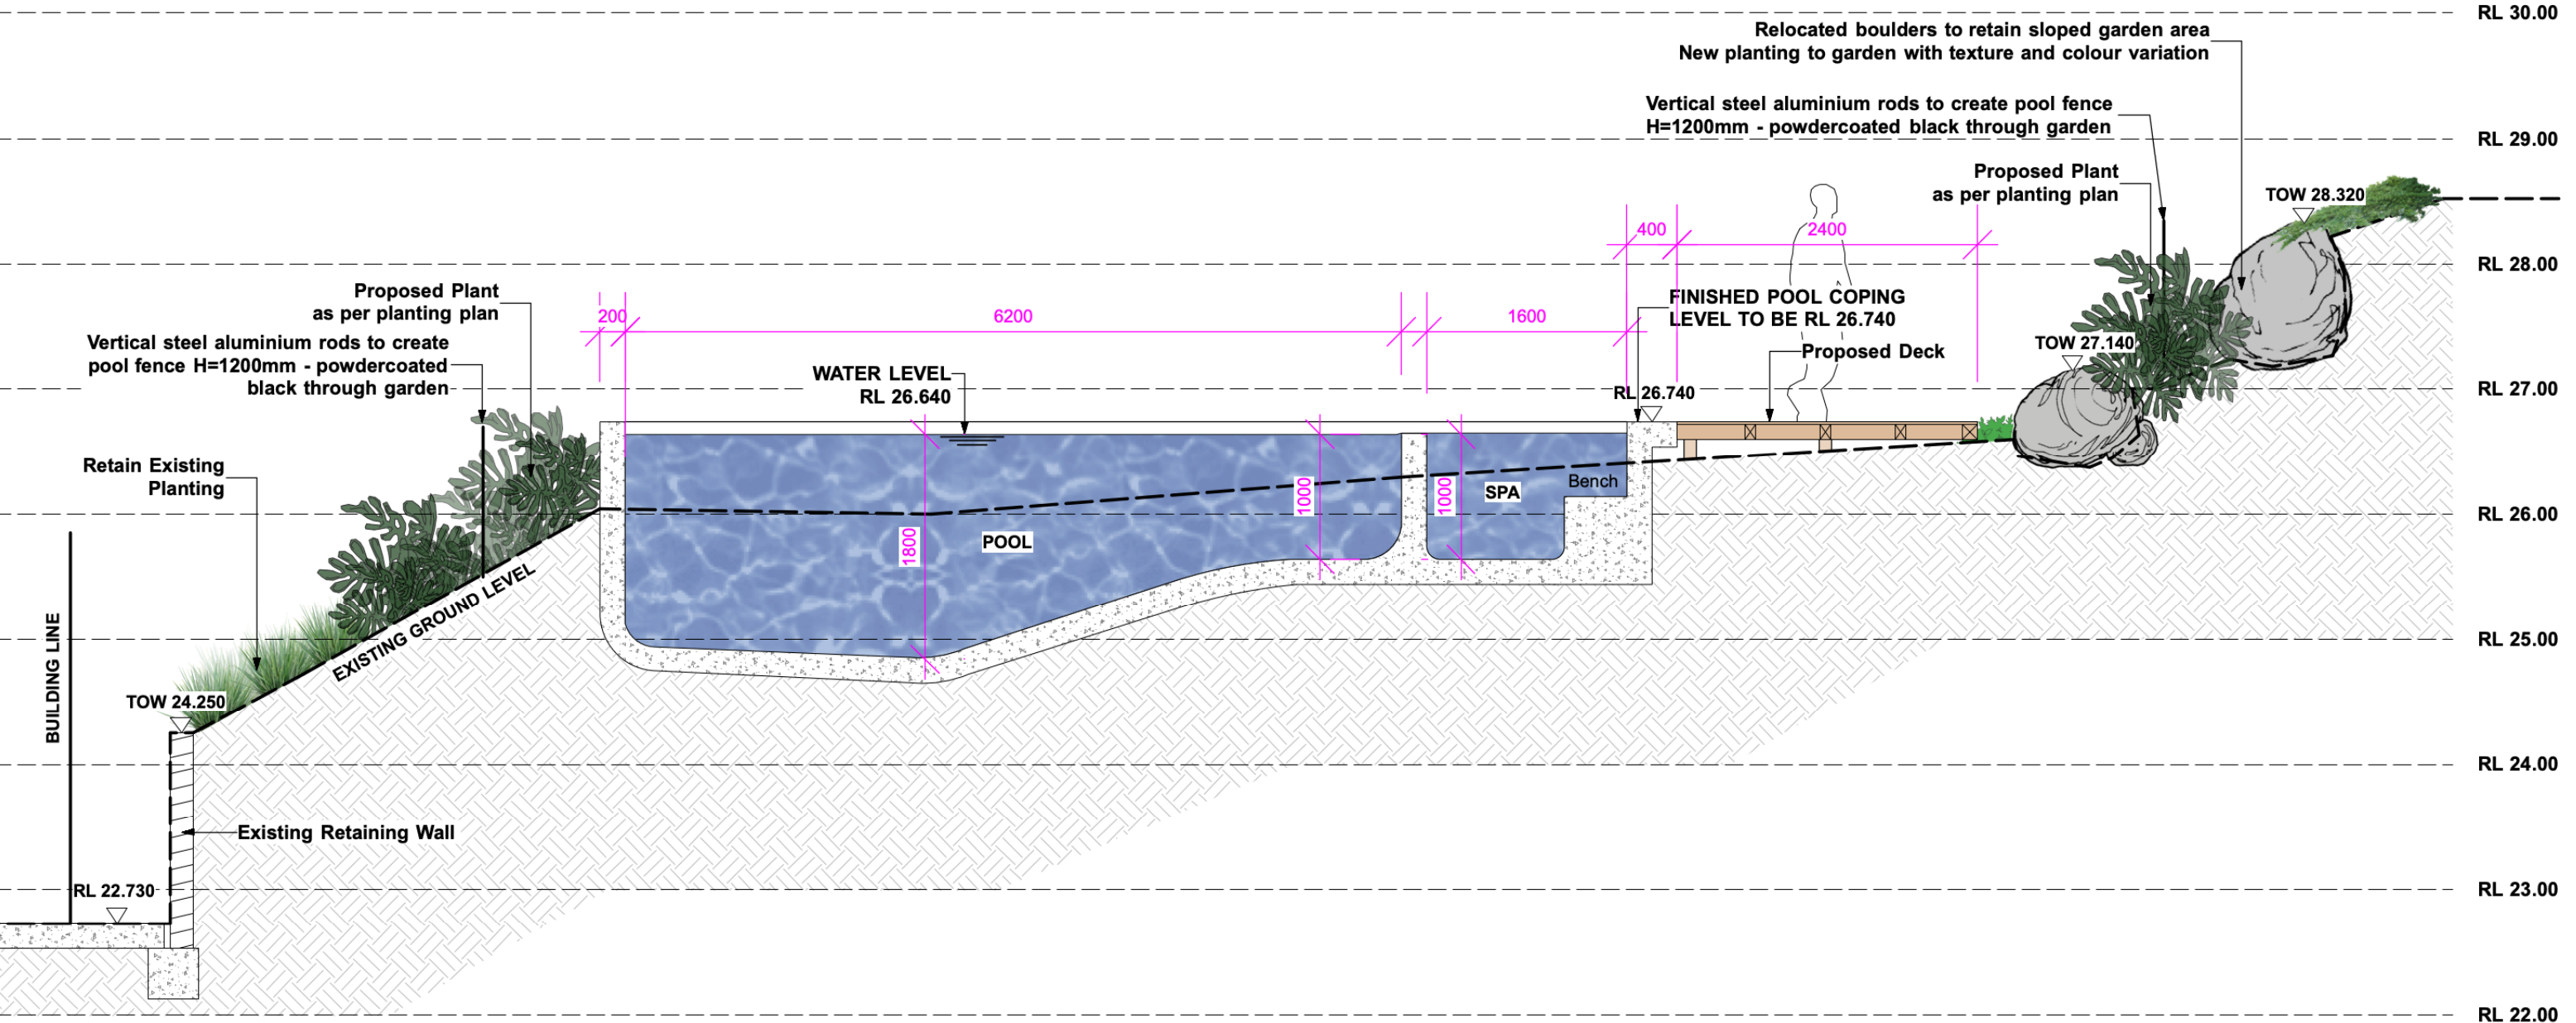 RL 30.00
Relocated boulders to retain sloped garden area
New planting to garden with texture and colour variation
Vertical steel aluminium rods to create pool fence
H=1200mm - powdercoated black through garden
RL 29.00
Proposed Plant
as per planting plan
TOW 28.320
400
2400
RL 28.00
Proposed Plant
as per planting plan
Vertical steel aluminium rods to create
pool fence H=1200mm - powdercoated
black through garden
200
6200
1600
FINISHED POOL COPING
LEVEL TO BE RL 26.740
TOW 27.140
Proposed Deck
WATER LEVEL
RL 26.640
RL 26.740
RL 27.00
Retain Existing
Planting
1000
1000
SPA
Bench
RL 26.00
1800
POOL
EXISTING GROUND LEVEL
BUILDING LINE
RL 25.00
TOW 24.250
RL 24.00
Existing Retaining Wall
RL 22.730
RL 23.00
RL 22.00